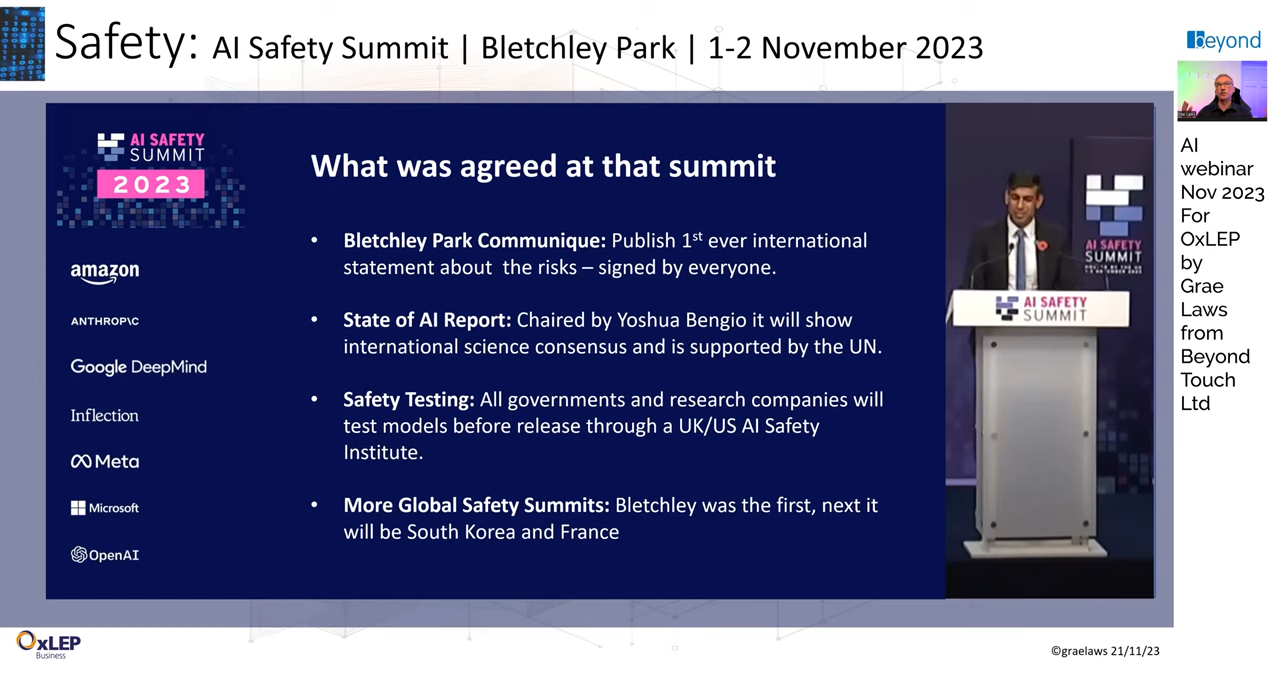 Safety: AI Safety Summit | Bletchley Park | 1-2 November 2023
beyond
AI
webinar
Nov 2023
For
OxLEP
by
Grae
Laws
from
Beyond
Touch
Ltd
AI SAFETY
SUMMIT
2023
amazon
ANTHROP\C
Google DeepMind
Inflection
Meta
Microsoft
OpenAI
What was agreed at that summit
• Bletchley Park Communique: Publish 1st ever international
statement about the risks – signed by everyone.
• State of AI Report: Chaired by Yoshua Bengio it will show
international science consensus and is supported by the UN.
• Safety Testing: All governments and research companies will
test models before release through a UK/US AI Safety
Institute.
• More Global Safety Summits: Bletchley was the first, next it
will be South Korea and France
AI SAFETY
SUMMIT
AI SAFETY
SUMMIT
OxLEP
Business
©graelaws 21/11/23